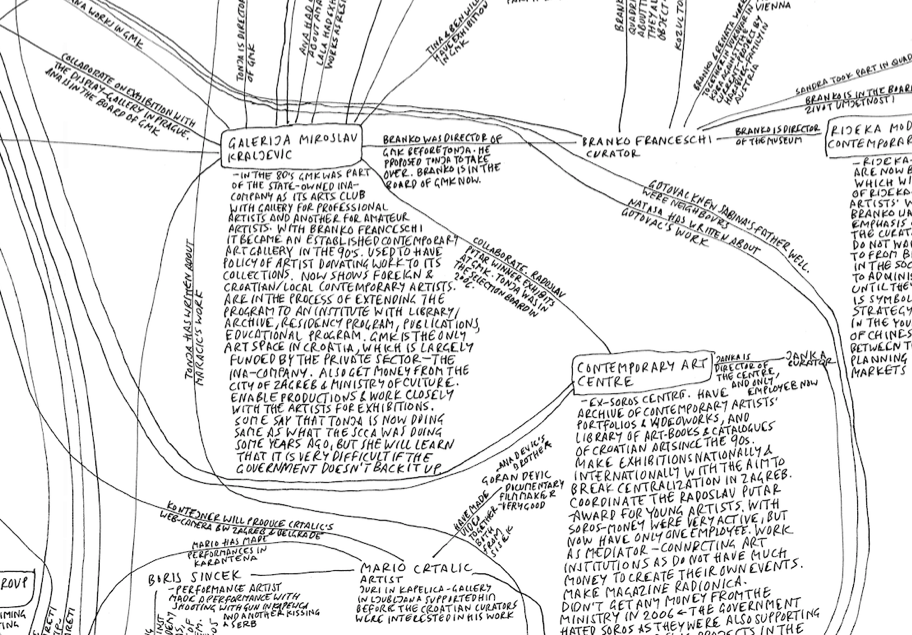 ANA WORKS IN GMK
TONJA IS DIRECTOR
OF GMK
ANA HAD
ABOUT
LALA HAD
WORKED AS
TINA & BEN WILL
HAVE EXHIBITION
IN GMK
COLLABORATE ON EXHIBITION WITH
THE DISPLAY-GALLERY IN PRAGUE.
ANA IS IN THE BOARD OF GMK.
GALERIJA MIROSLAV
KRALJEVIC
-IN THE 80'S GMK WAS PART
OF THE STATE-OWNED INA-
COMPANY AS ITS ARTS CLUB
WITH GALLERY FOR PROFESSIONAL
ARTISTS AND ANOTHER FOR AMATEUR
ARTISTS. WITH BRANKO FRANCESCHI
IT BECAME AN ESTABLISHED CONTEMPORARY
ART GALLERY IN THE 90'S. USED TO HAVE
POLICY OF ARTIST DONATING WORK TO ITS
COLLECTIONS. NOW SHOWS FOREIGN &
CROATIAN/LOCAL CONTEMPORARY ARTISTS.
ARE IN THE PROCESS OF EXTENDING THE
PROGRAM TO AN INSTITUTE WITH LIBRARY/
ARCHIVE, RESIDENCY PROGRAM, PUBLICATIONS,
EDUCATIONAL PROGRAM. GMK IS THE ONLY
ART SPACE IN CROATIA, WHICH IS LARGELY
FUNDED BY THE PRIVATE SECTOR-THE
INA-COMPANY. ALSO GET MONEY FROM THE
CITY OF ZAGREB & MINISTRY OF CULTURE.
ENABLE PRODUCTIONS & WORK CLOSELY
WITH THE ARTISTS FOR EXHIBITIONS.
SOME SAY THAT TONJA IS NOW DOING
SAME AS WHAT THE SCCA WAS DOING
SOME YEARS AGO, BUT SHE WILL LEARN
THAT IT IS VERY DIFFICULT IF THE
GOVERNMENT DOESN'T BACK IT UP
BRANKO WAS DIRECTOR OF
GMK BEFORE TONJA. HE
PROPOSED TONJA TO TAKE
OVER. BRANKO IS IN THE
BOARD OF GMK NOW.
BRANKO FRANCESCHI
CURATOR
BRANKO IS DIRECTOR
OF THE MUSEUM
SANDRA TOOK PART IN QUAD
BRANKO IS IN THE BOARD
ZIVOT UMJETNOSTI
VIENNA
AUSTRIA
RIJEKA MOD
CONTEMPORAR
-RIJEKA-
ARE NOW B
WHICH WI
OF RIJEKA
ARTISTS' W
BRANKO WA
EMPHASIS
THE CURAT
DO NOT WOR
TO FROM B
IN THE SOC
TO ADMINIS
UNTIL THEY
IS SYMBOL
STRATEGY
IN THE YOU
OF CHINES
BETWEEN T
PLANNING
MARKETS
GOTOVAC KNEW SABINA'S FATHER WELL.
WERE NEIGHBOURS
NATASA HAS WRITTEN ABOUT
GOTOVAC'S WORK
COLLABORATE. RADOSLAV
PUTAR WINNER EXHIBITS
AT GMK. TONJA WAS IN
THE SELECTION BOARD IN
2006.
TONJA HAS WRITTEN ABOUT
MARACIC'S WORK
CONTEMPORARY ART
CENTRE
JANKA IS
DIRECTOR OF
THE CENTRE,
AND ONLY
EMPLOYEE NOW
JANKA
CURATOR
-EX-SOROS CENTRE. HAVE
ARCHIVE OF CONTEMPORARY ARTISTS'
PORTFOLIOS & VIDEOWORKS, AND
LIBRARY OF ART-BOOKS & CATALOGUES
OF CROATIAN ART SINCE THE 90S.
MAKE EXHIBITIONS NATIONALLY &
INTERNATIONALLY WITH THE AIM TO
BREAK CENTRALIZATION IN ZAGREB.
COORDINATE THE RADOSLAV PUTAR
AWARD FOR YOUNG ARTISTS. WITH
SOROS-MONEY WERE VERY ACTIVE, BUT
NOW HAVE ONLY ONE EMPLOYEE. WORK
AS MEDIATOR-CONNECTING ART
INSTITUTIONS AS DO NOT HAVE MUCH
MONEY TO CREATE THEIR OWN EVENTS.
MAKE MAGAZINE RADIONICA.
DIDN'T GET ANY MONEY FROM THE
MINISTRY IN 2006 ← THE GOVERNMENT
HATED SOROS AS THEY WERE ALSO SUPPORTING
PROJECTS IN THE
ANA DEVIC'S
BROTHER
GORAN DEVIC
DOCUMENTARY
FILMMAKER
-VERY GOOD
HAVE MADE
VIDEO
TOGETHER-
BOTH
FROM
SISAK
KONTEJNER WILL PRODUCE CRTALIC'S
WEB-CAMERA BW ZAGREB & BELGRADE
MARIO HAS MADE
PERFORMANCES IN
KARANTENA
BORIS SINCEK
-PERFORMANCE ARTIST
MADE A PERFORMANCE WITH
SHOOTING WITH GUN IN KAPELICA
AND ANOTHER KISSING
A SERB
MARIO CRTALIC
ARTIST
JURI IN KAPELICA-GALLERY
IN LJUBLJANA SUPPORTED HIM
BEFORE THE CROATIAN CURATORS
WERE INTERESTED IN HIS WORK
ROUP